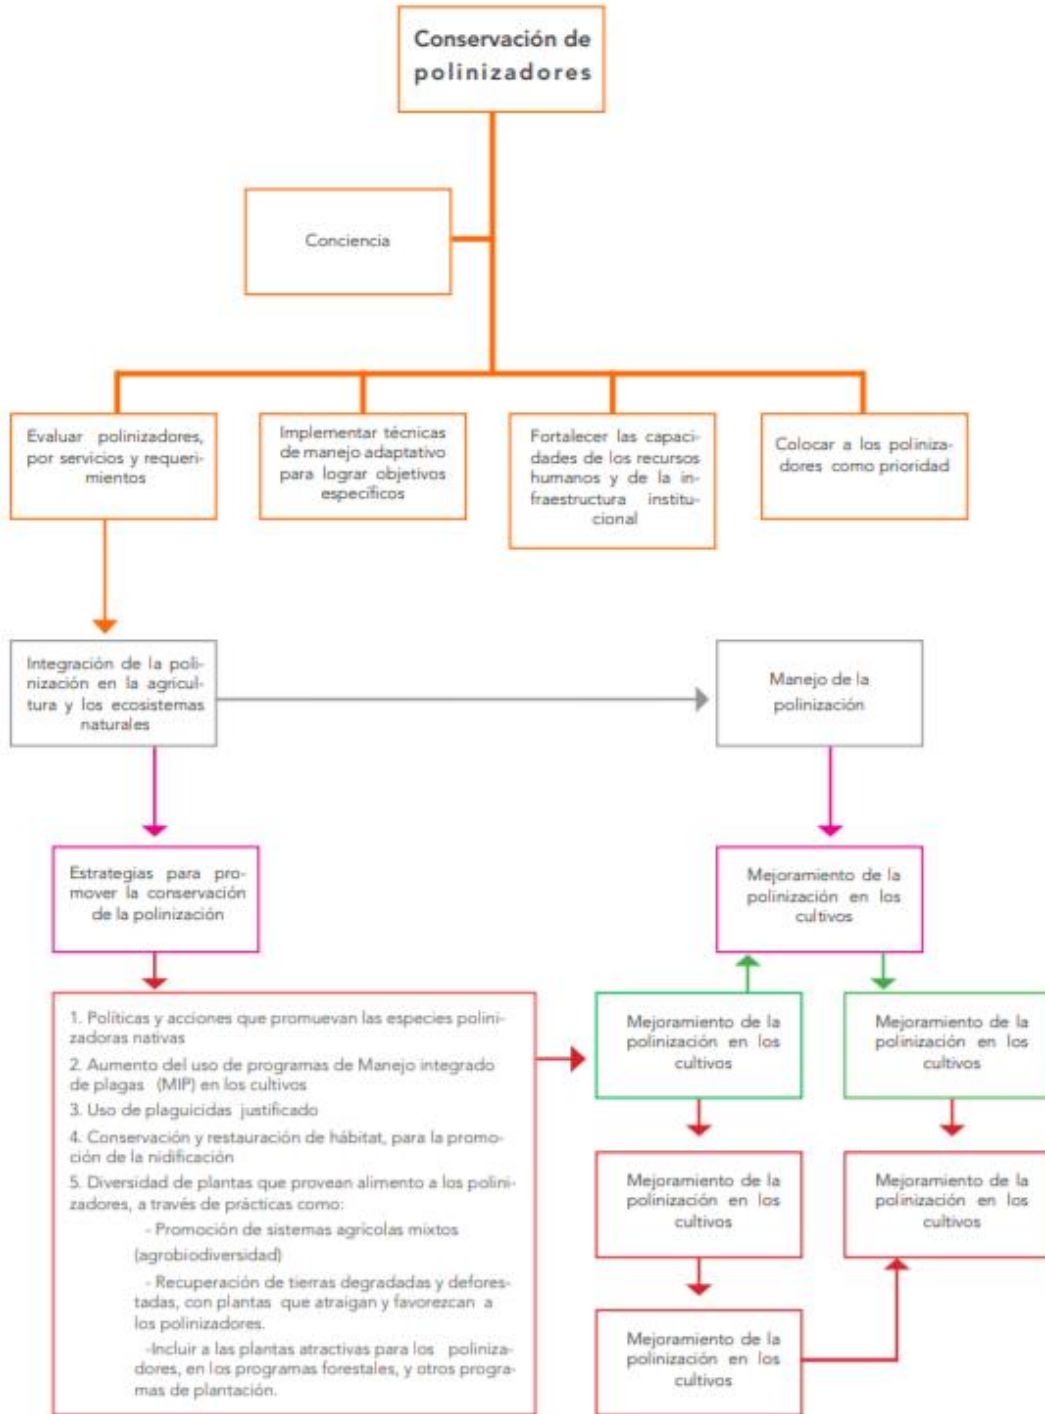 Conservación de
polinizadores
Conciencia
Evaluar polinizadores,
por servicios y requeri-
mientos
Implementar técnicas
de manejo adaptativo
para lograr objetivos
específicos
Fortalecer las capaci-
dades de los recursos
humanos y de la in-
fraestructura institu-
cional
Colocar a los poliniza-
dores como prioridad
Integración de la poli-
nización en la agricul-
tura y los ecosistemas
naturales
Manejo de la
polinización
Estrategias para pro-
mover la conservación
de la polinización
Mejoramiento de la
polinización en los
cultivos
1. Políticas y acciones que promuevan las especies polini-
zadoras nativas
2. Aumento del uso de programas de Manejo integrado
de plagas (MIP) en los cultivos
3. Uso de plaguicidas justificado
4. Conservación y restauración de hábitat, para la promo-
ción de la nidificación
5. Diversidad de plantas que provean alimento a los polini-
zadores, a través de prácticas como:
- Promoción de sistemas agrícolas mixtos
(agrobiodiversidad)
- Recuperación de tierras degradadas y defores-
tadas, con plantas que atraigan y favorezcan a
los polinizadores.
-Incluir a las plantas atractivas para los poliniza-
dores, en los programas forestales, y otros progra-
mas de plantación.
Mejoramiento de la
polinización en los
cultivos
Mejoramiento de la
polinización en los
cultivos
Mejoramiento de la
polinización en los
cultivos
Mejoramiento de la
polinización en los
cultivos
Mejoramiento de la
polinización en los
cultivos